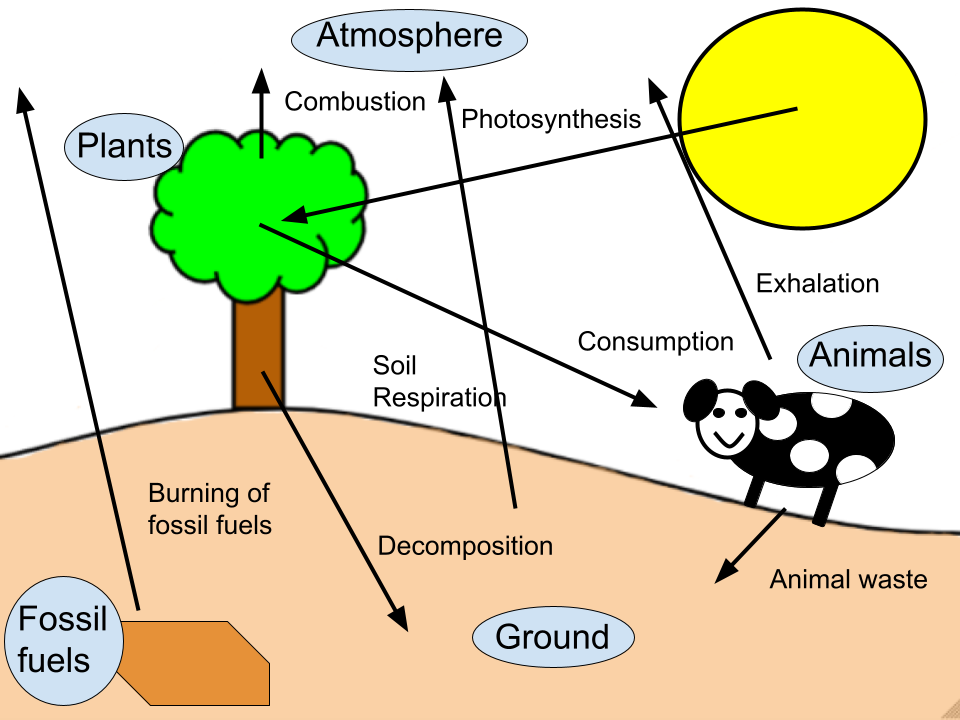 Atmosphere
Combustion
Photosynthesis
Plants
Exhalation
Consumption
Animals
Soil
Respiration
Burning of
fossil fuels
Decomposition
Animal waste
Fossil
fuels
Ground